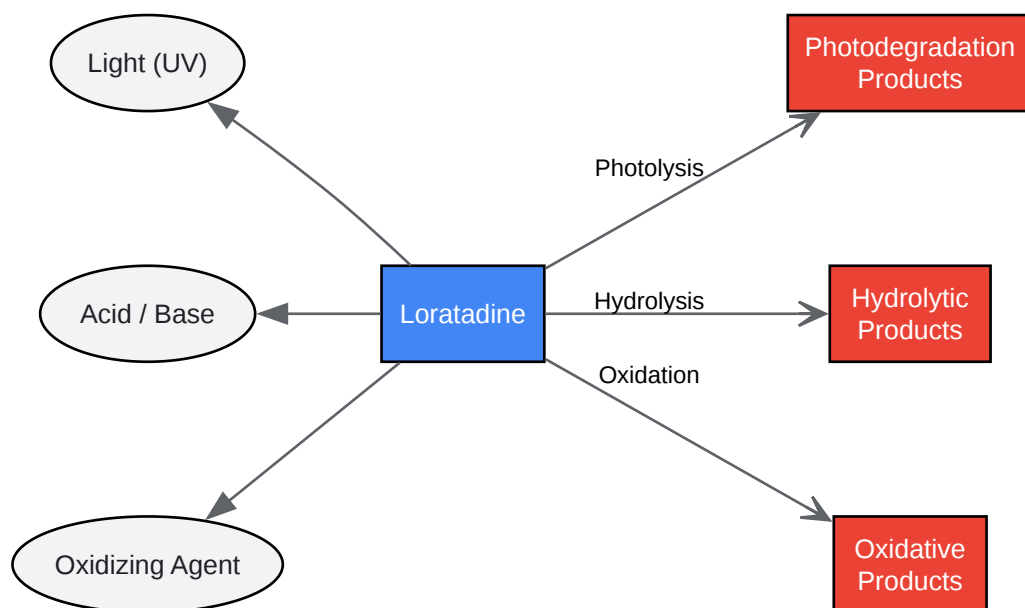 Light (UV)
Photodegradation
Products
Photolysis
Acid / Base
Loratadine
Hydrolysis
Hydrolytic
Products
Oxidation
Oxidizing Agent
Oxidative
Products